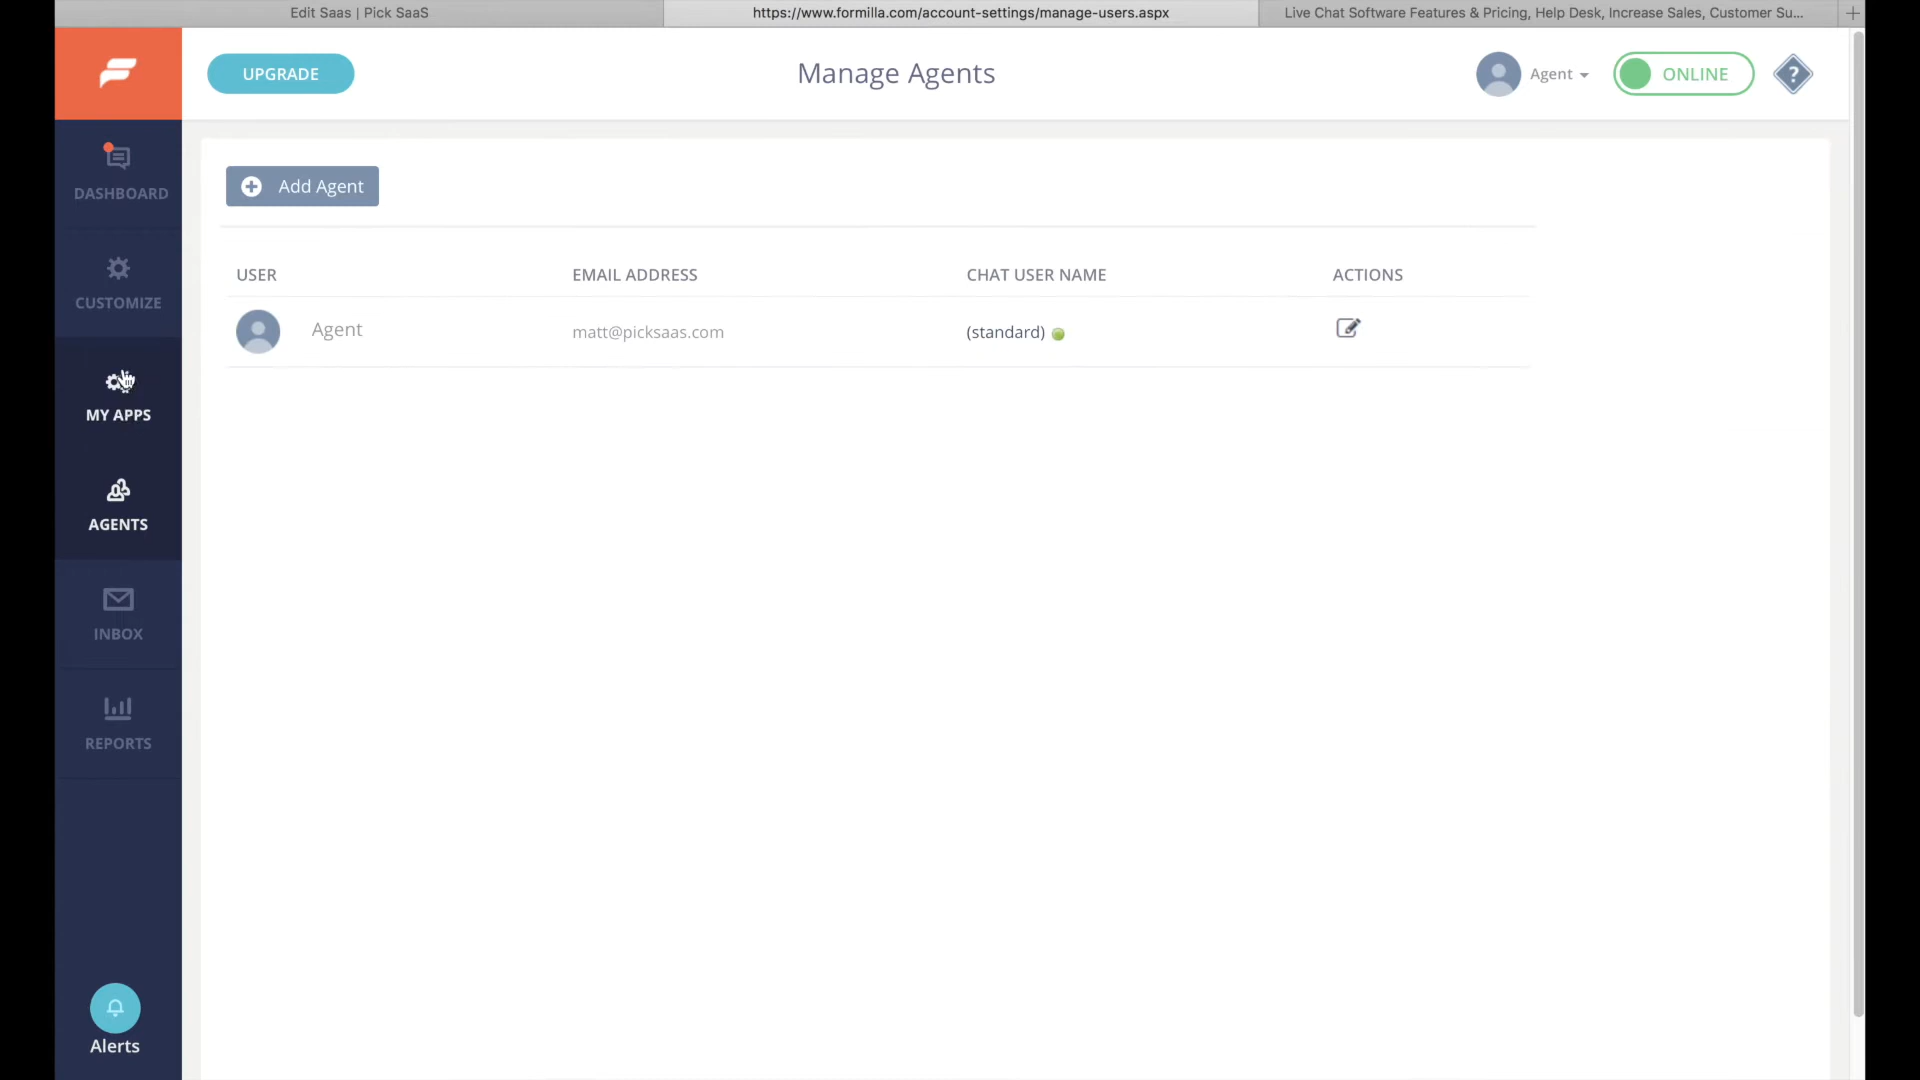 Edit Saas | Pick SaaS
https://www.formilla.com/account-settings/manage-users.aspx
Live Chat Software Features & Pricing, Help Desk, Increase Sales, Customer Su...
UPGRADE
Manage Agents
Agent
ONLINE
?
DASHBOARD
CUSTOMIZE
MY APPS
AGENTS
INBOX
REPORTS
Alerts
Add Agent
USER EMAIL ADDRESS CHAT USER NAME ACTIONS
Agent matt@picksaas.com (standard)